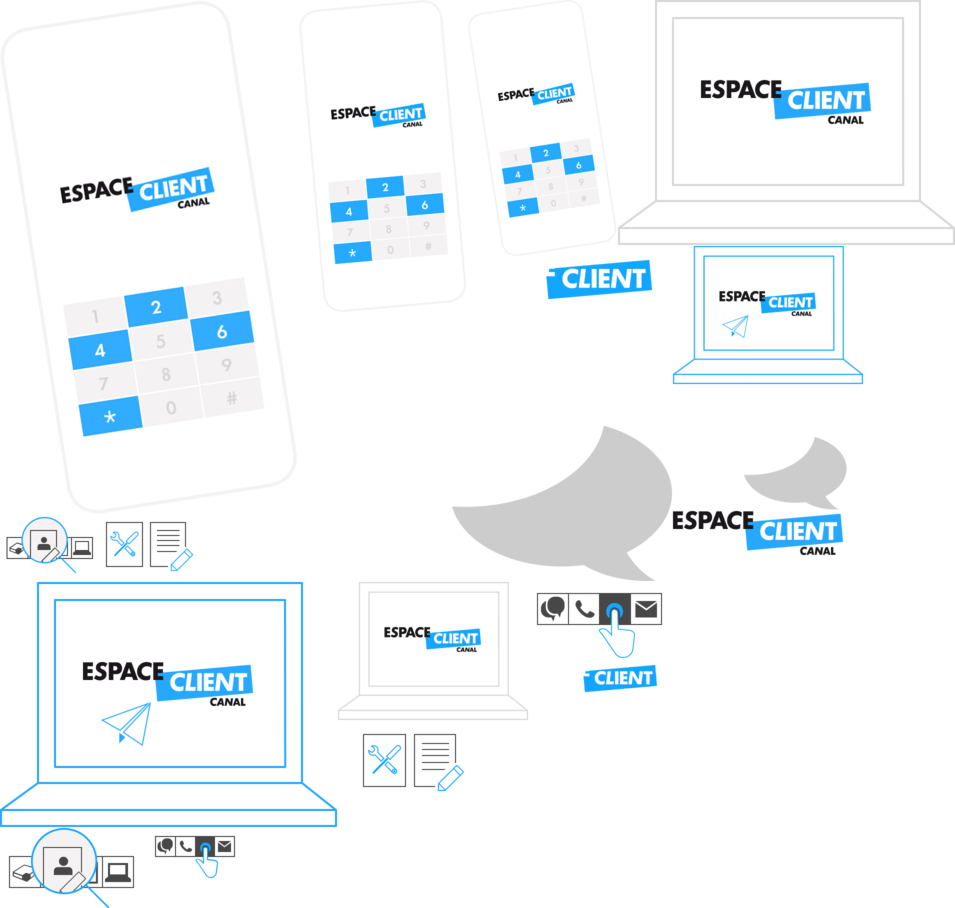 ESPACE CLIENT
CANAL
1 2 3
4 5 6
7 8 9
* 0 #
ESPACE CLIENT
CANAL
1 2 3
4 5 6
7 8 9
* 0 #
ESPACE CLIENT
CANAL
1 2 3
4 5 6
7 8 9
* 0 #
ESPACE CLIENT
CANAL
CLIENT
ESPACE CLIENT
CANAL
ESPACE CLIENT
CANAL
ESPACE CLIENT
CANAL
ESPACE CLIENT
CANAL
CLIENT